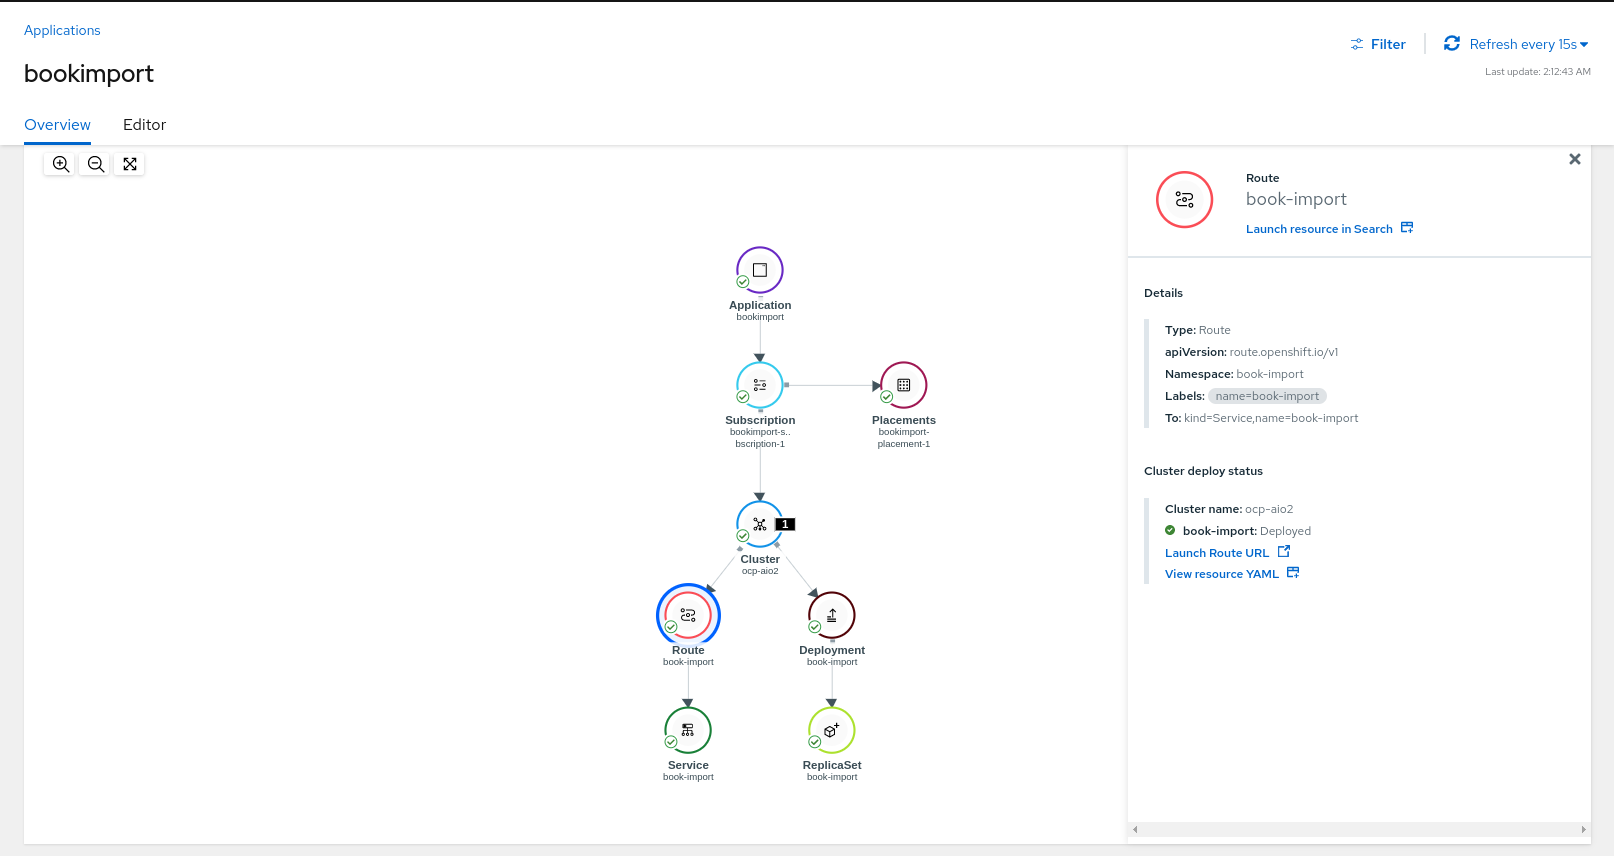 Applications
bookimport
Filter
Refresh every 15s
Last update: 2:12:43 AM
Overview
Editor
Application
bookimport
Subscription
bookimport-s..
bscription-1
Placements
bookimport-
placement-1
1
Cluster
ocp-aio2
Route
book-import
Deployment
book-import
Service
book-import
ReplicaSet
book-import
Route
book-import
Launch resource in Search
Details
Type: Route
apiVersion: route.openshift.io/v1
Namespace: book-import
Labels: name=book-import
To: kind=Service,name=book-import
Cluster deploy status
Cluster name: ocp-aio2
book-import: Deployed
Launch Route URL
View resource YAML